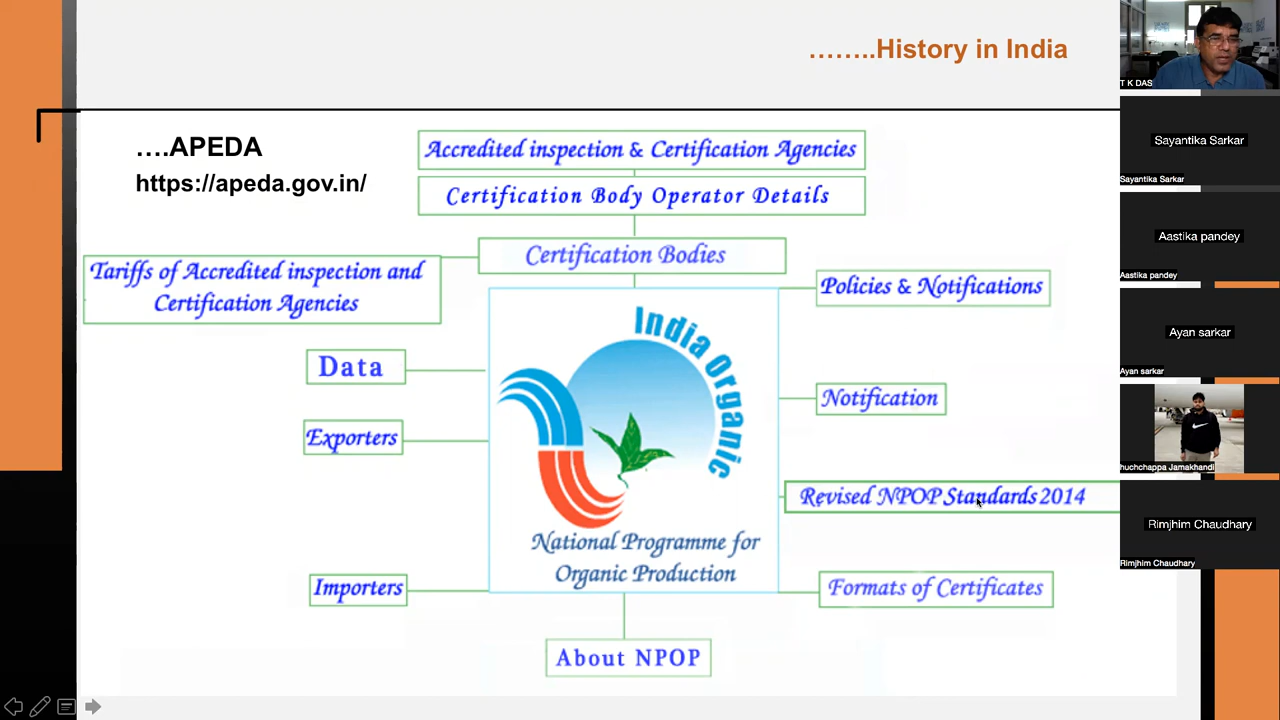 ……..History in India
….APEDA
https://apeda.gov.in/
Accredited inspection & Certification Agencies
Certification Body Operator Details
Certification Bodies
Tariffs of Accredited inspection and
Certification Agencies
Policies & Notifications
Data
Notification
Exporters
Revised NPOP Standards 2014
India Organic
National Programme for
Organic Production
Importers
Formats of Certificates
About NPOP
T K DAS
Sayantika Sarkar
Sayantika Sarkar
Aastika pandey
Aastika pandey
Ayan sarkar
Ayan sarkar
huchchappa Jamakhandi
Rimjhim Chaudhary
Rimjhim Chaudhary